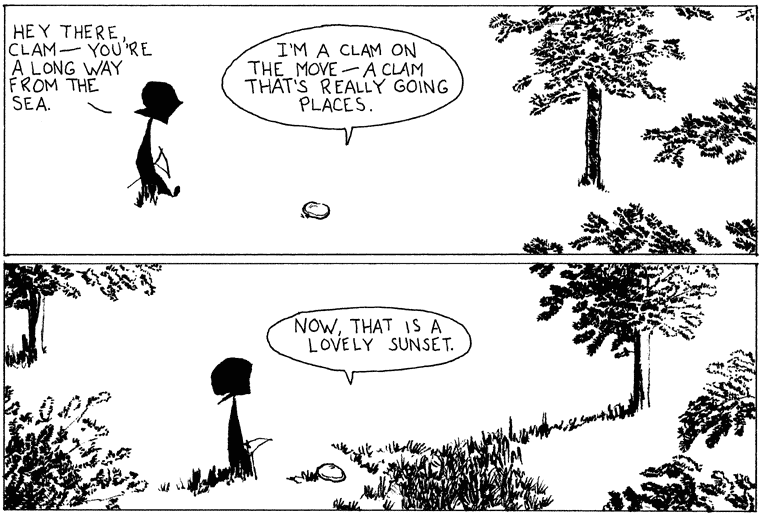 HEY THERE,
CLAM — YOU'RE
A LONG WAY
FROM THE
SEA.
I'M A CLAM ON
THE MOVE — A CLAM
THAT'S REALLY GOING
PLACES.
NOW, THAT IS A
LOVELY SUNSET.